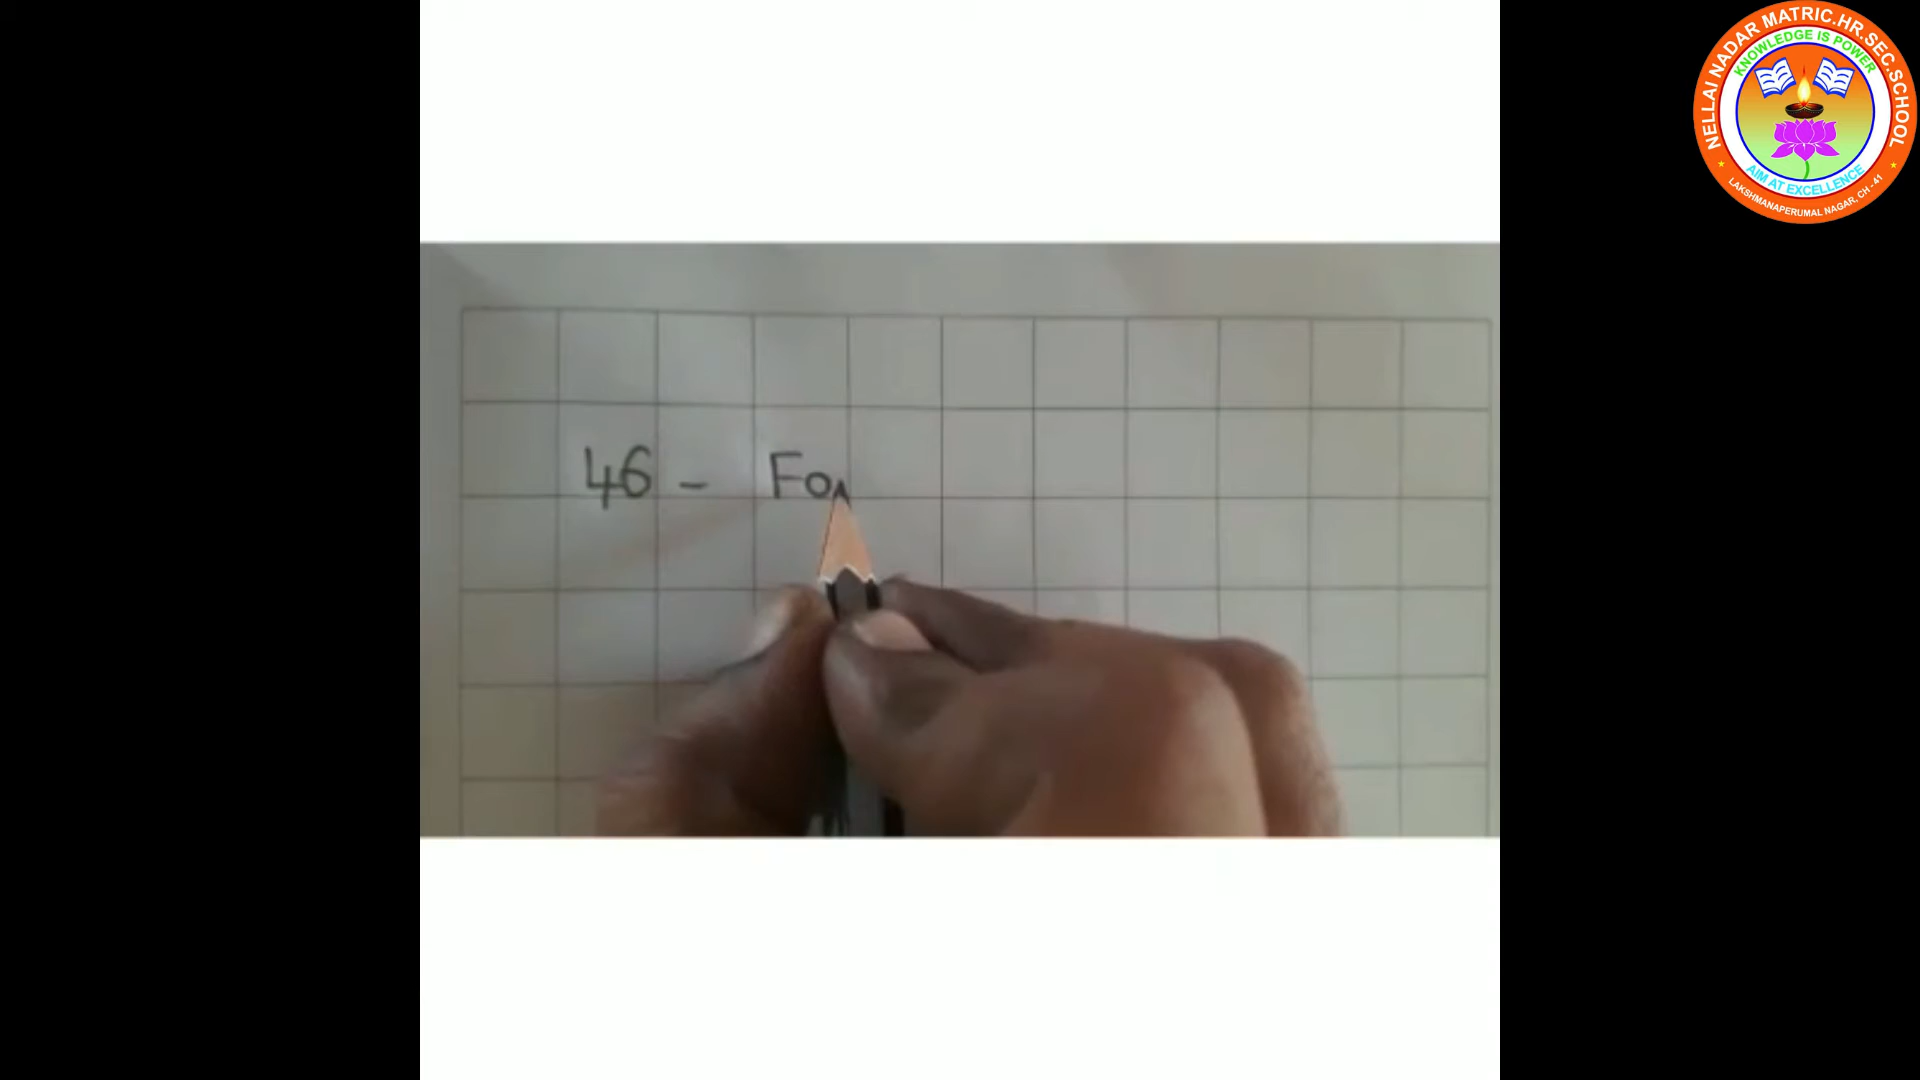 NELLAI NADAR MATRIC.HR.SEC.SCHOOL
KNOWLEDGE IS POWER
AIM AT EXCELLENCE
LAKSHMANAPERUMAL NAGAR, CH - 41
46 - Fo